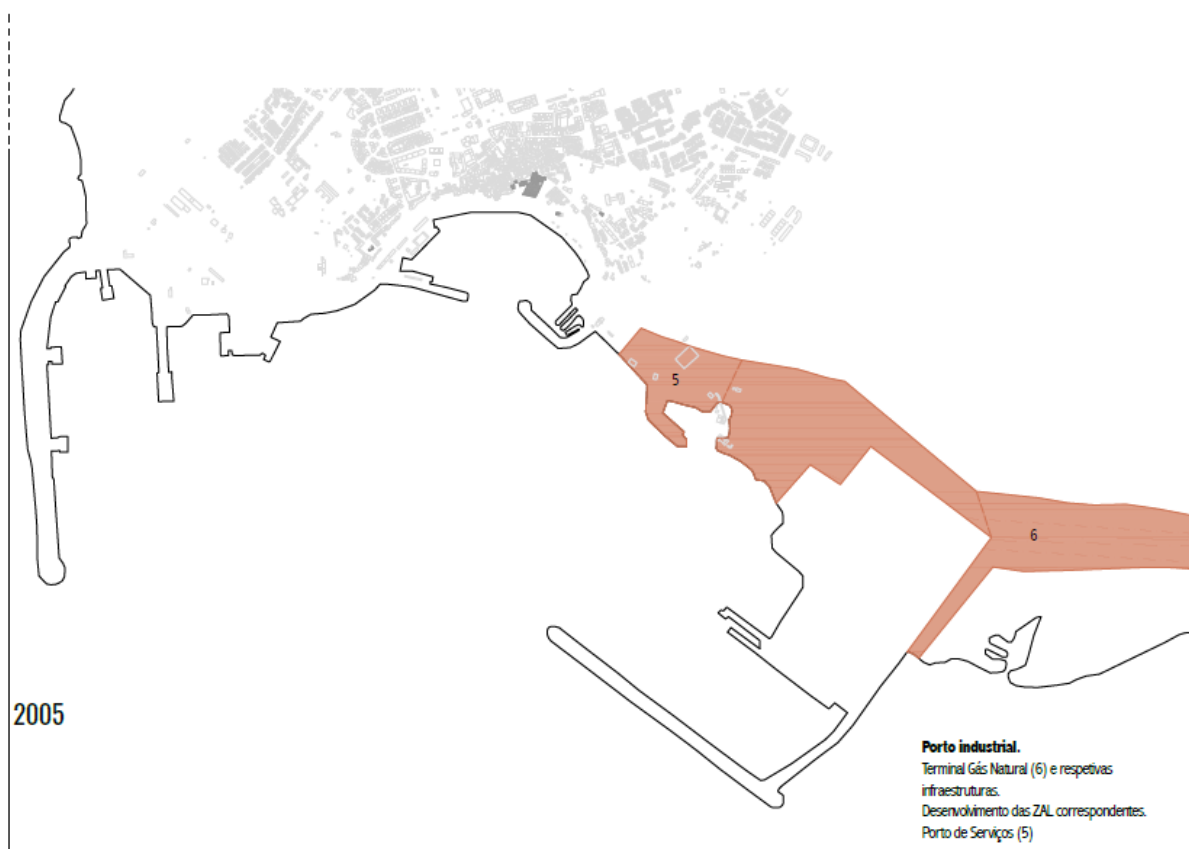 5
6
2005
Porto industrial.
Terminal Gás Natural (6) e respetivas
infraestruturas.
Desenvolvimento das ZAL correspondentes.
Porto de Serviços (5)